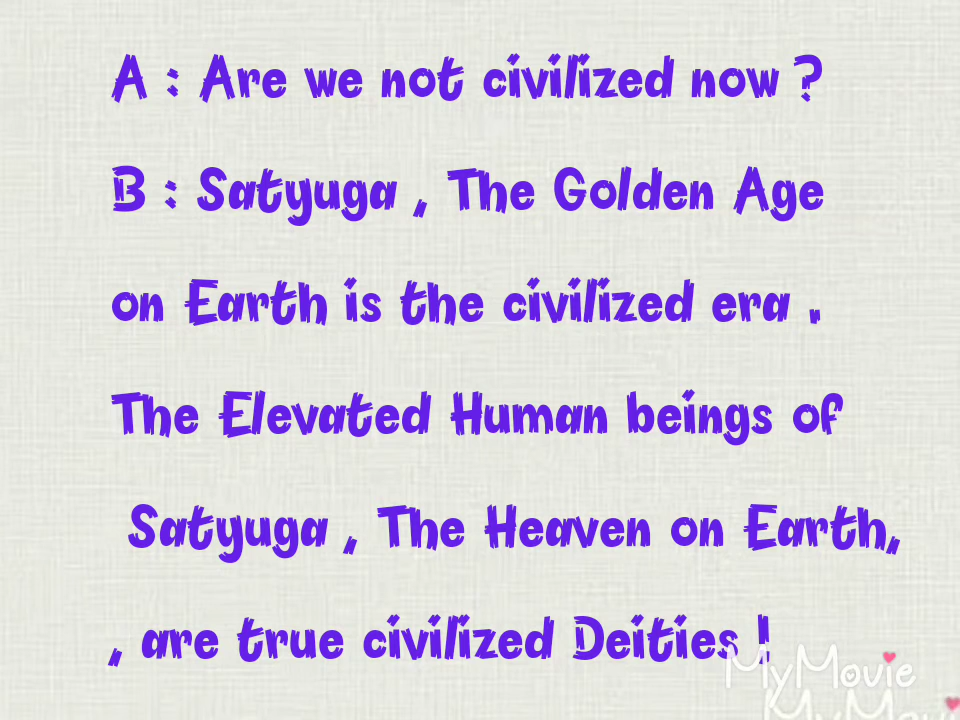 A : Are we not civilized now ?
B : Satyuga , The Golden Age
on Earth is the civilized era .
The Elevated Human beings of
Satyuga , The Heaven on Earth,
, are true civilized Deities !
MyMovie
MyMovie